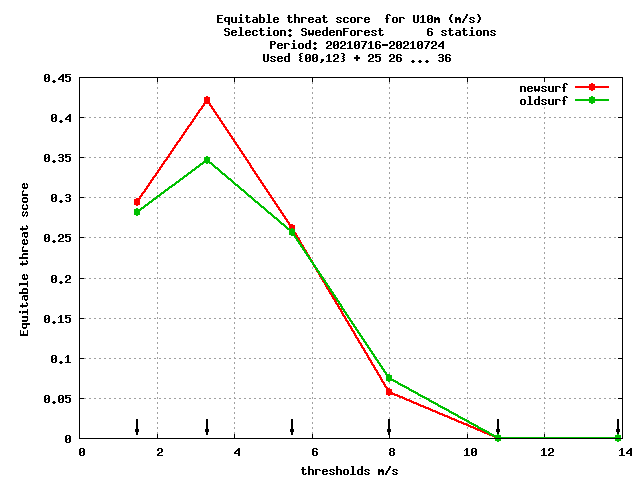 Equitable threat score  for U10m (m/s)
Selection: SwedenForest      6 stations
Period: 20210716-20210724
Used {00,12} + 25 26 ... 36
newsurf
oldsurf
Equitable threat score
0.45
0.4
0.35
0.3
0.25
0.2
0.15
0.1
0.05
0
0 2 4 6 8 10 12 14
thresholds m/s